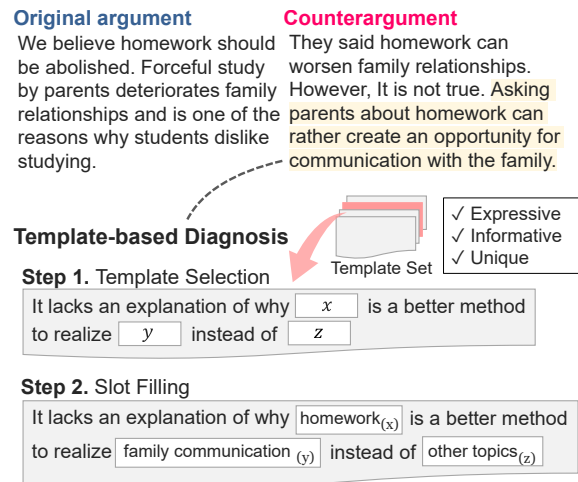 Original argument
We believe homework should
be abolished. Forceful study
by parents deteriorates family
relationships and is one of the
reasons why students dislike
studying.
Counterargument
They said homework can
worsen family relationships.
However, It is not true. Asking
parents about homework can
rather create an opportunity for
communication with the family.
Template-based Diagnosis
Template Set
✓ Expressive
✓ Informative
✓ Unique
Step 1. Template Selection
It lacks an explanation of why x is a better method
to realize y instead of z
Step 2. Slot Filling
It lacks an explanation of why homework(x) is a better method
to realize family communication (y) instead of other topics(z)